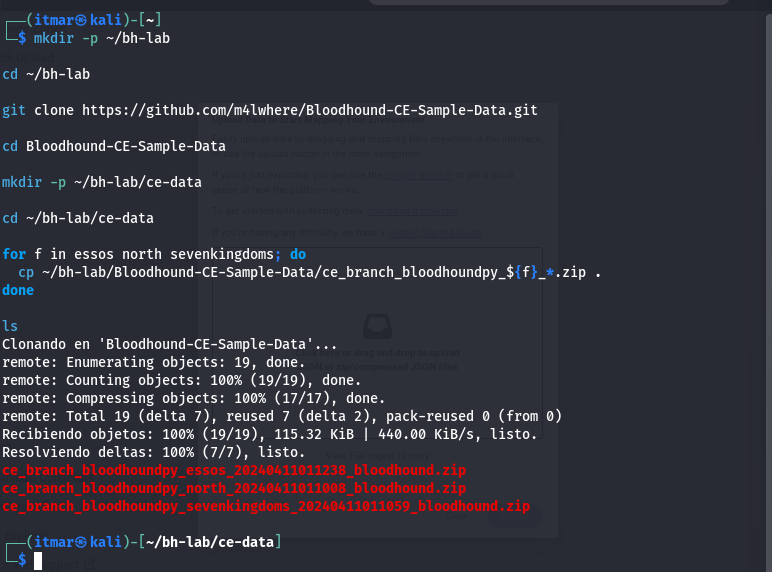 (itmar㉿kali)-[~]
$ mkdir -p ~/bh-lab
cd ~/bh-lab
git clone https://github.com/m4lwhere/Bloodhound-CE-Sample-Data.git
cd Bloodhound-CE-Sample-Data
mkdir -p ~/bh-lab/ce-data
cd ~/bh-lab/ce-data
for f in essos north sevenkingdoms; do
cp ~/bh-lab/Bloodhound-CE-Sample-Data/ce_branch_bloodhoundpy_${f}_*.zip .
done
ls
Clonando en 'Bloodhound-CE-Sample-Data'...
remote: Enumerating objects: 19, done.
remote: Counting objects: 100% (19/19), done.
remote: Compressing objects: 100% (17/17), done.
remote: Total 19 (delta 7), reused 7 (delta 2), pack-reused 0 (from 0)
Recibiendo objetos: 100% (19/19), 115.32 KiB | 440.00 KiB/s, listo.
Resolviendo deltas: 100% (7/7), listo.
ce_branch_bloodhoundpy_essos_20240411011238_bloodhound.zip
ce_branch_bloodhoundpy_north_20240411011008_bloodhound.zip
ce_branch_bloodhoundpy_sevenkingdoms_20240411011059_bloodhound.zip
(itmar㉿kali)-[~/bh-lab/ce-data]
$